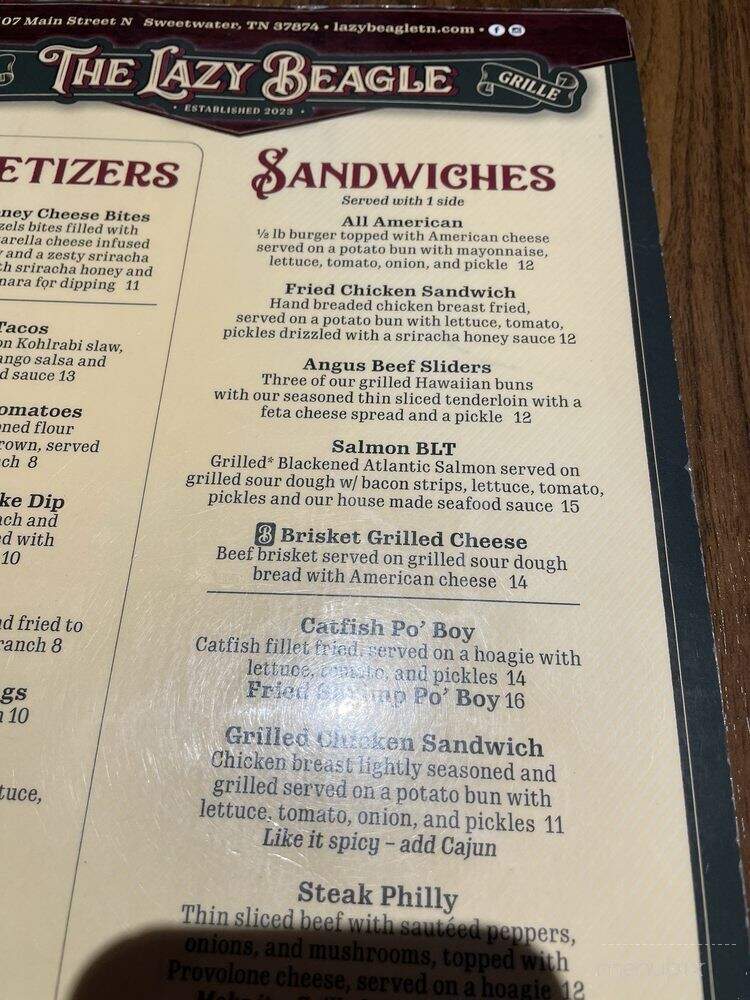 07 Main Street N Sweetwater, TN 37874 • lazybeagletn.com •
THE LAZY BEAGLE GRILLE
• ESTABLISHED 2023 •
ETIZERS
ney Cheese Bites
zels bites filled with
arella cheese infused
y and a zesty sriracha
th sriracha honey and
nara for dipping 11
Tacos
on Kohlrabi slaw,
ango salsa and
d sauce 13
omatoes
oned flour
rown, served
ch 8
ke Dip
ach and
ed with
10
nd fried to
ranch 8
gs
10
tuce,
SANDWICHES
Served with 1 side
All American
½ lb burger topped with American cheese
served on a potato bun with mayonnaise,
lettuce, tomato, onion, and pickle 12
Fried Chicken Sandwich
Hand breaded chicken breast fried,
served on a potato bun with lettuce, tomato,
pickles drizzled with a sriracha honey sauce 12
Angus Beef Sliders
Three of our grilled Hawaiian buns
with our seasoned thin sliced tenderloin with a
feta cheese spread and a pickle 12
Salmon BLT
Grilled* Blackened Atlantic Salmon served on
grilled sour dough w/ bacon strips, lettuce, tomato,
pickles and our house made seafood sauce 15
B Brisket Grilled Cheese
Beef brisket served on grilled sour dough
bread with American cheese 14
Catfish Po' Boy
Catfish fillet fried, served on a hoagie with
lettuce, tomato, and pickles 14
Fried Shrimp Po' Boy 16
Grilled Chicken Sandwich
Chicken breast lightly seasoned and
grilled served on a potato bun with
lettuce, tomato, onion, and pickles 11
Like it spicy – add Cajun
Steak Philly
Thin sliced beef with sautéed peppers,
onions, and mushrooms, topped with
Provolone cheese, served on a hoagie 12